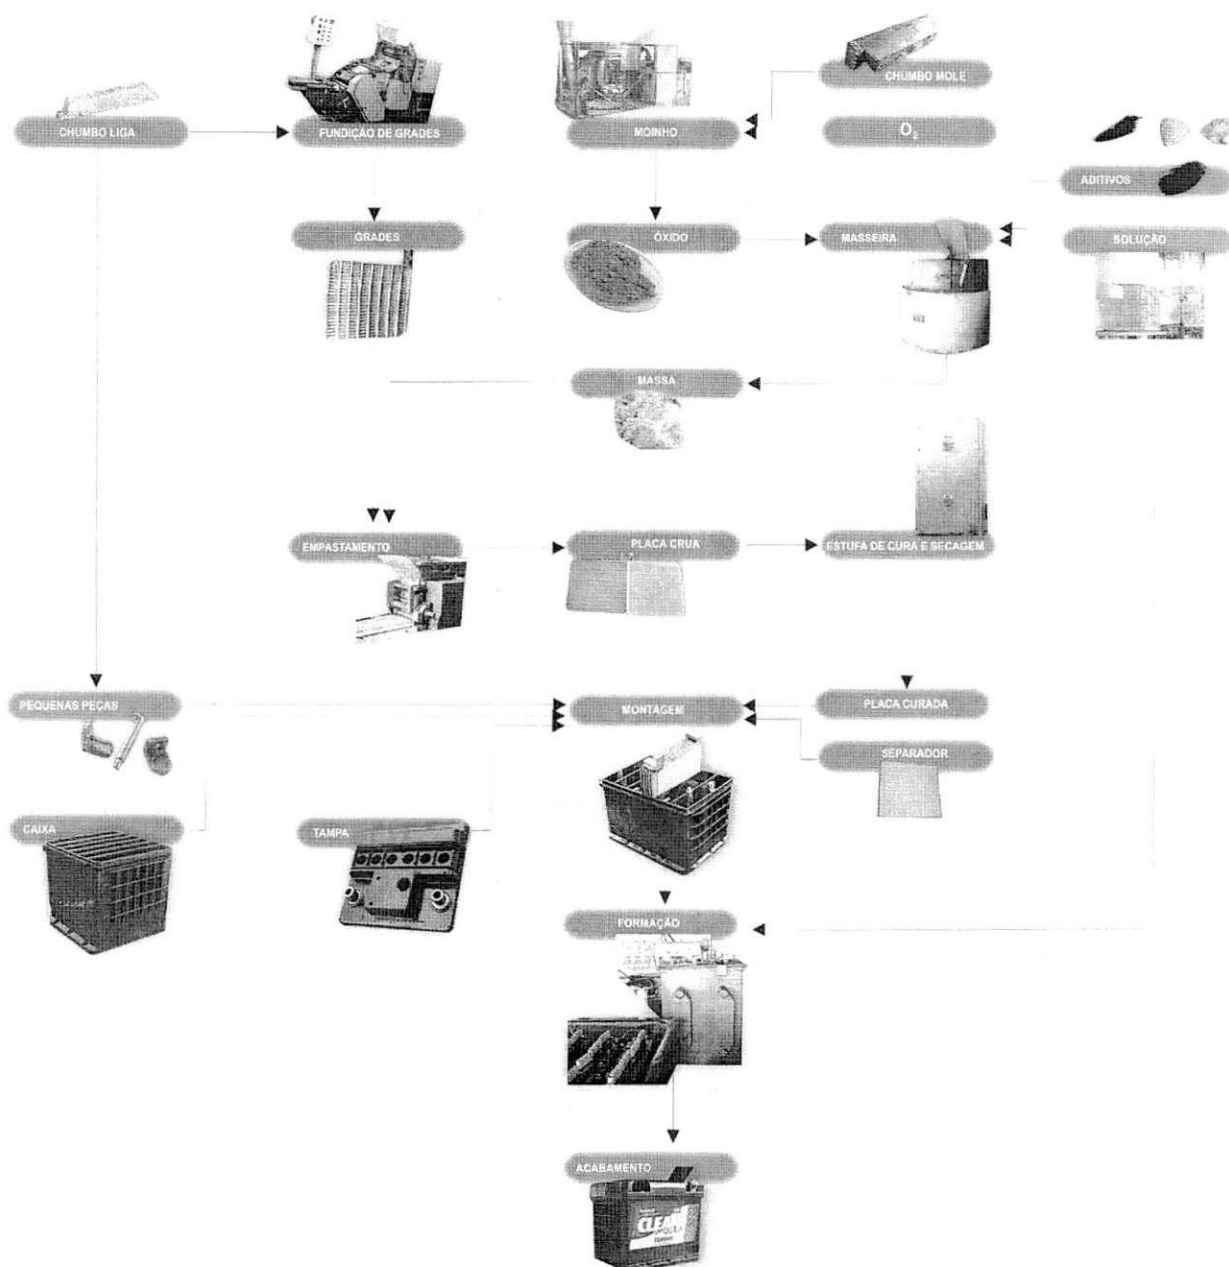 CHUMBO MOLE
CHUMBO LIGA
FUNDIÇÃO DE GRADES
MOINHO
O2
ADITIVOS
GRADES
ÓXIDO
MASSEIRA
SOLUÇÃO
MASSA
EMPASTAMENTO
PLACA CRUA
ESTUFA DE CURA E SECAGEM
PEQUENAS PEÇAS
MONTAGEM
PLACA CURADA
SEPARADOR
CAIXA
TAMPA
FORMAÇÃO
ACABAMENTO
CLEAN